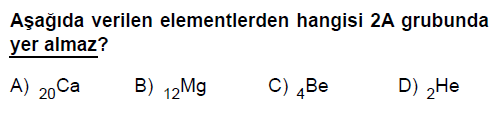 Aşağıda verilen elementlerden hangisi 2A grubunda
yer almaz?
A) ₂₀Ca B) ₁₂Mg C) ₄Be D) ₂He